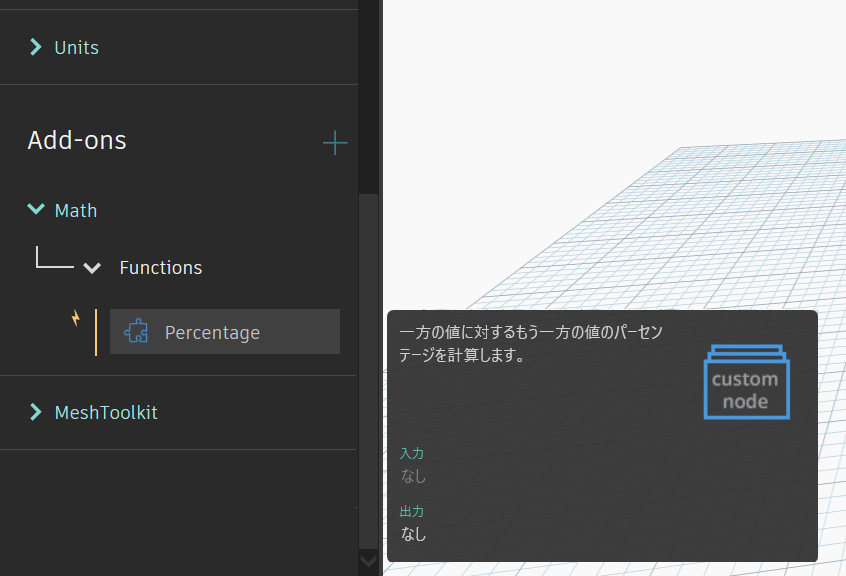 Units
Add-ons
Math
Functions
Percentage
MeshToolkit
一方の値に対するもう一方の値のパーセン
テージを計算します。
custom
node
入力
なし
出力
なし